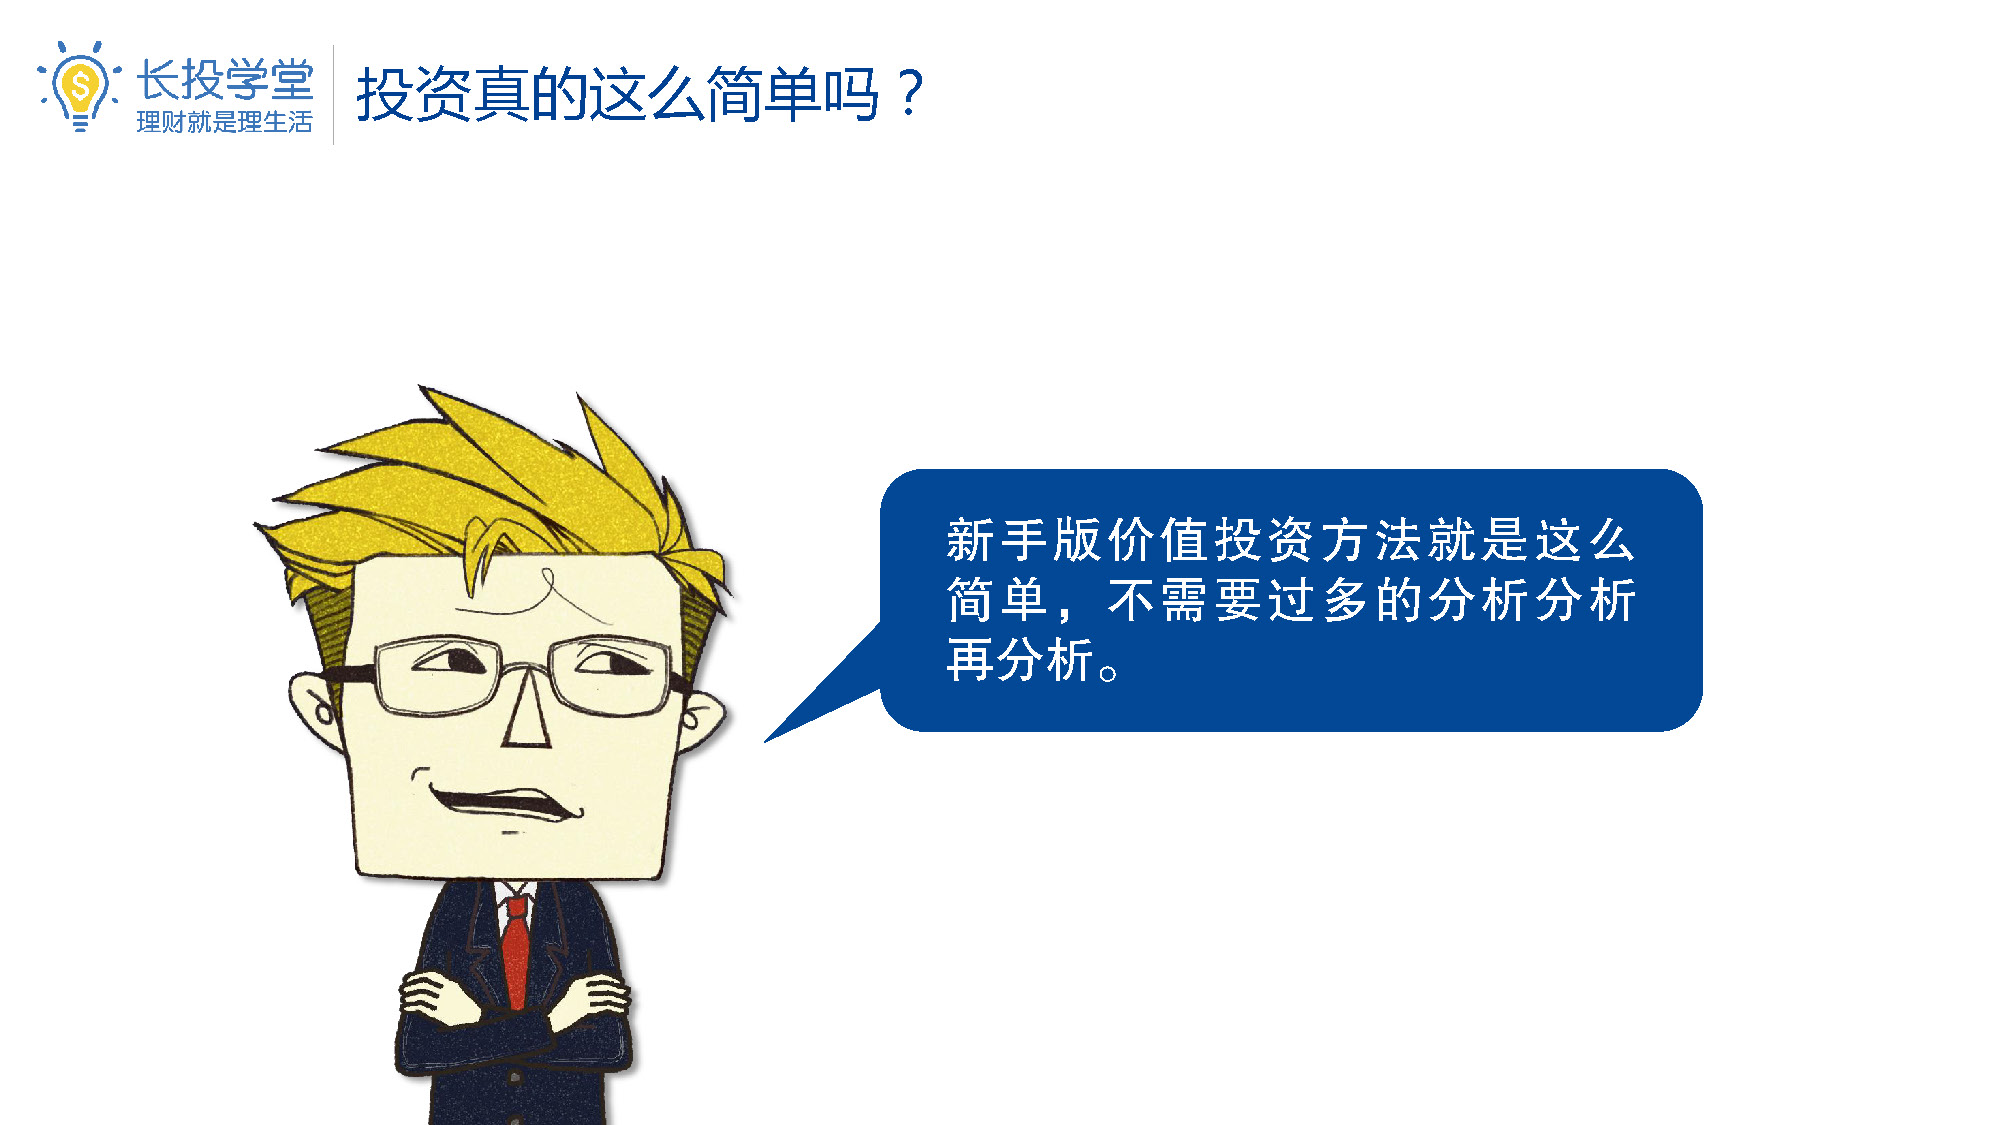 长投学堂
理财就是理生活
投资真的这么简单吗？
新手版价值投资方法就是这么
简单，不需要过多的分析分析
再分析。